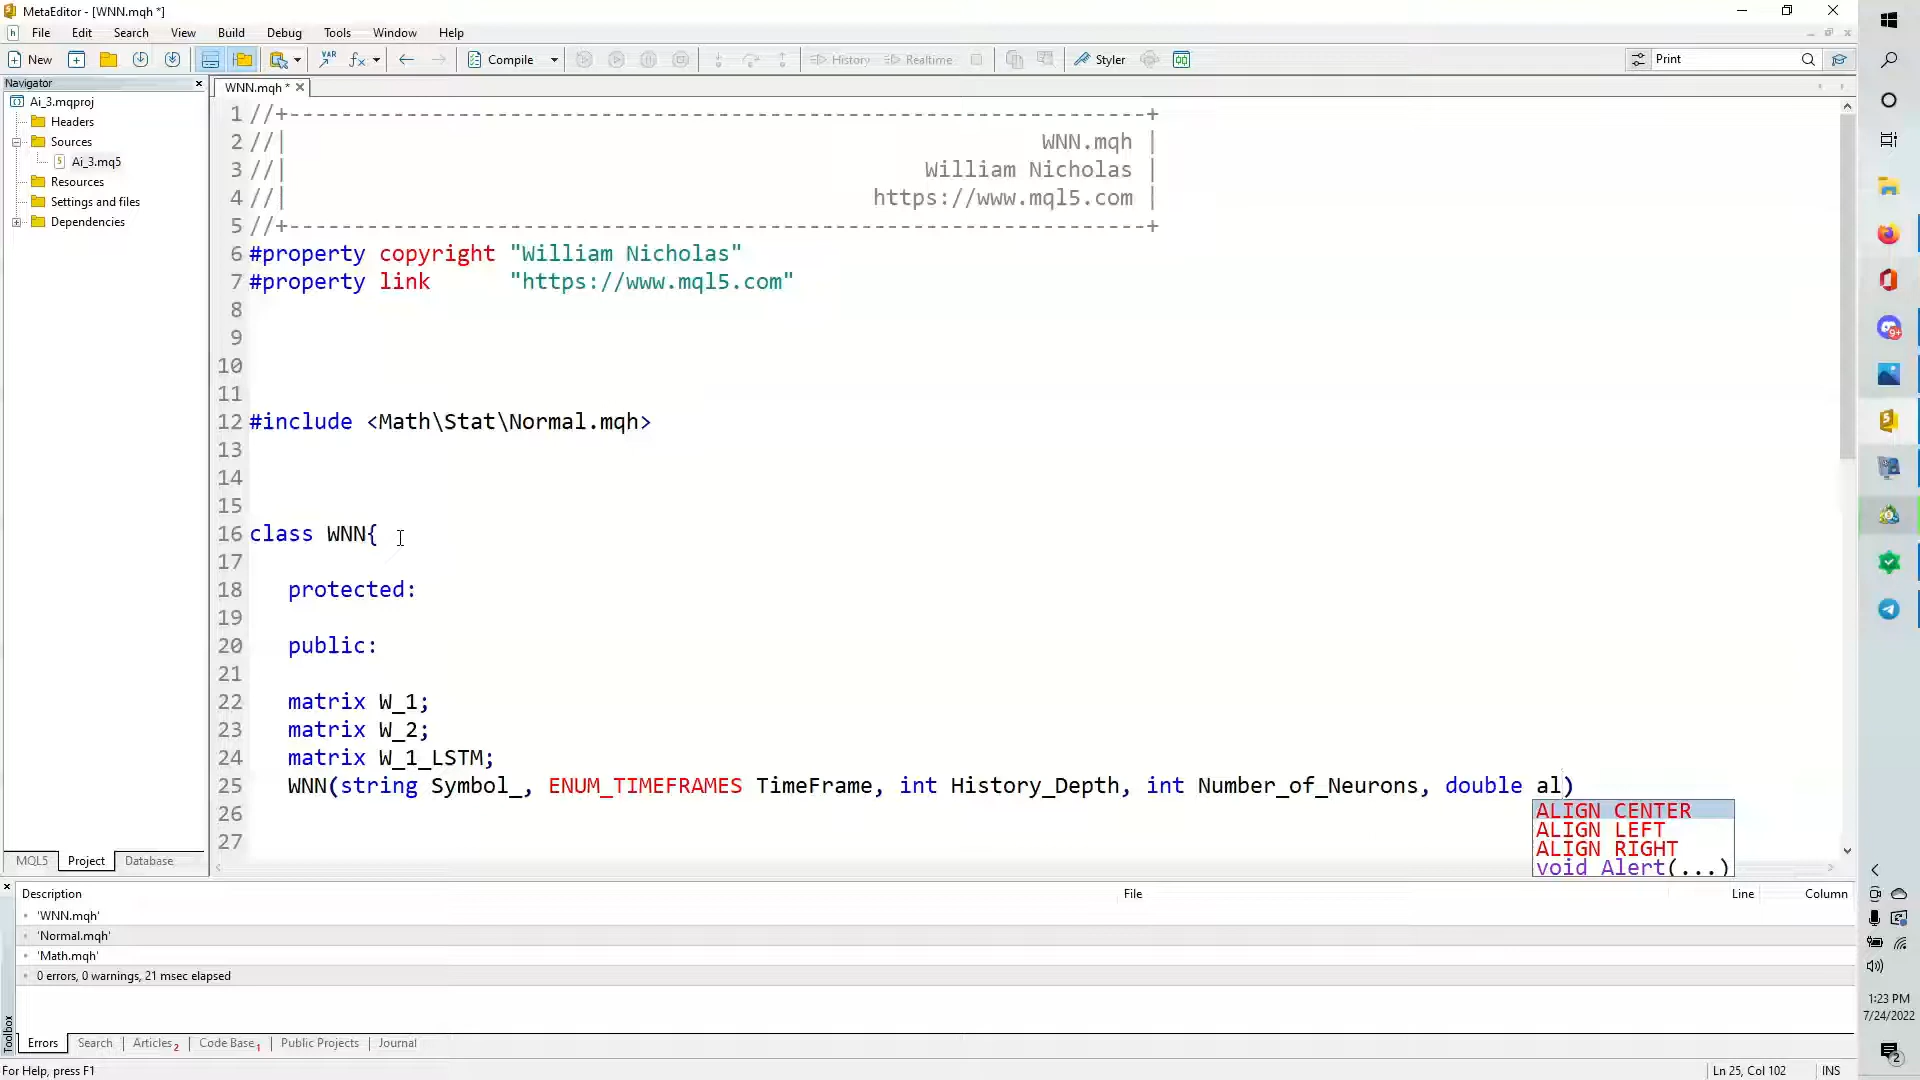 MetaEditor - [WNN.mqh *]
File Edit Search View Build Debug Tools Window Help
New VAR Compile History Realtime Styler Print
Navigator
Ai_3.mqproj
Headers
Sources
Ai_3.mq5
Resources
Settings and files
Dependencies
MQL5 Project Database
WNN.mqh *
1 //+------------------------------------------------------------------+
2 //| WNN.mqh |
3 //| William Nicholas |
4 //| https://www.mql5.com |
5 //+------------------------------------------------------------------+
6 #property copyright "William Nicholas"
7 #property link "https://www.mql5.com"
8
9
10
11
12 #include <Math\Stat\Normal.mqh>
13
14
15
16 class WNN{
17
18 protected:
19
20 public:
21
22 matrix W_1;
23 matrix W_2;
24 matrix W_1_LSTM;
25 WNN(string Symbol_, ENUM_TIMEFRAMES TimeFrame, int History_Depth, int Number_of_Neurons, double al)
26
27
ALIGN_CENTER
ALIGN_LEFT
ALIGN_RIGHT
void Alert(...)
Description File Line Column
'WNN.mqh'
'Normal.mqh'
'Math.mqh'
0 errors, 0 warnings, 21 msec elapsed
Toolbox
Errors Search Articles 2 Code Base 1 Public Projects Journal
For Help, press F1
Ln 25, Col 102 INS
9+
1:23 PM
7/24/2022
2